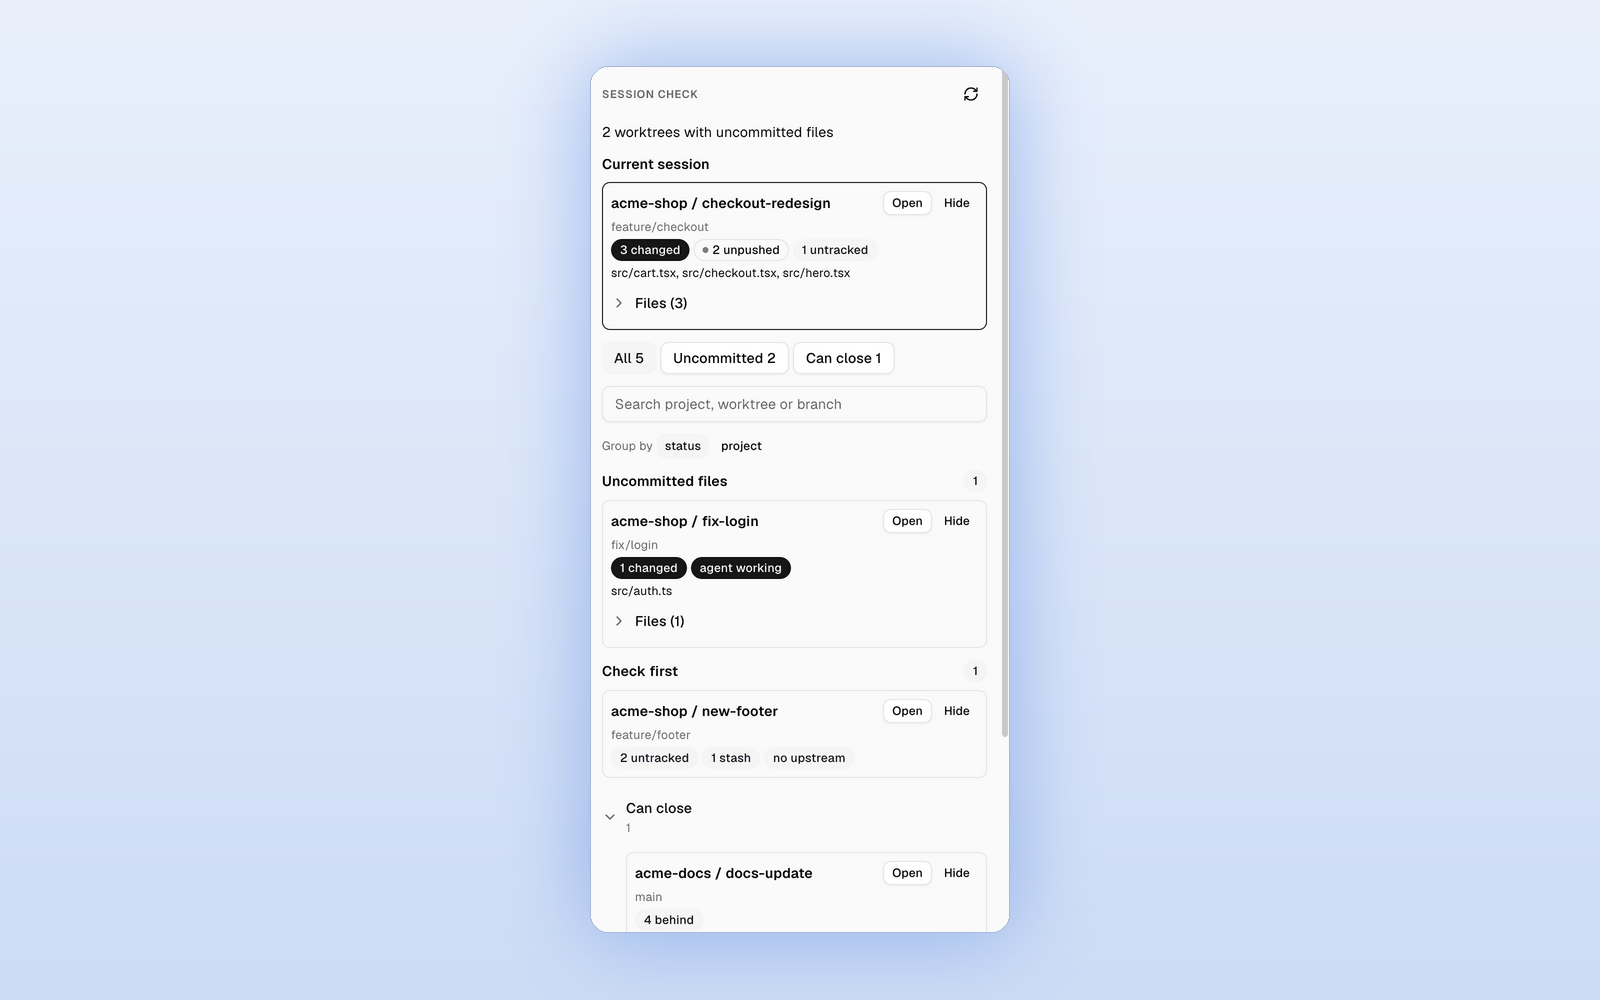 SESSION CHECK
2 worktrees with uncommitted files
Current session
acme-shop / checkout-redesign Open Hide
feature/checkout
3 changed 2 unpushed 1 untracked
src/cart.tsx, src/checkout.tsx, src/hero.tsx
Files (3)
All 5 Uncommitted 2 Can close 1
Search project, worktree or branch
Group by status project
Uncommitted files 1
acme-shop / fix-login Open Hide
fix/login
1 changed agent working
src/auth.ts
Files (1)
Check first 1
acme-shop / new-footer Open Hide
feature/footer
2 untracked 1 stash no upstream
Can close
1
acme-docs / docs-update Open Hide
main
4 behind